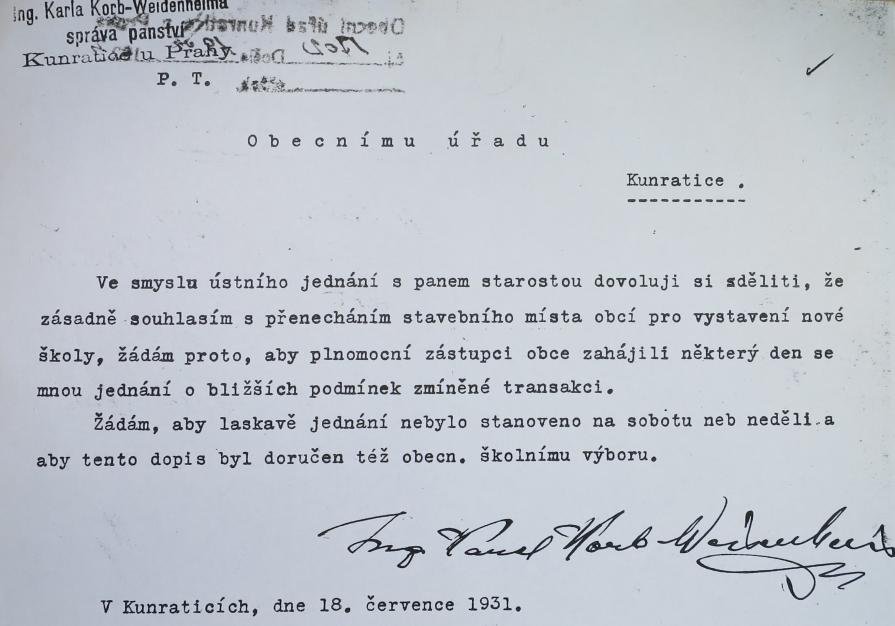 Ing. Karla Korb-Weidenheima
správa panství
Kunratice u Prahy.
P. T.
Obecnímu úřadu
Kunratice .
Ve smyslu ústního jednání s panem starostou dovoluji si sděliti, že
zásadně souhlasím s přenecháním stavebního místa obcí pro vystavení nové
školy, žádám proto, aby plnomocní zástupci obce zahájili některý den se
mnou jednání o bližších podmínek zmíněné transakci.
Žádám, aby laskavě jednání nebylo stanoveno na sobotu neb neděli a
aby tento dopis byl doručen též obecn. školnímu výboru.
Ing Karel Korb-Weidenheim
V Kunraticích, dne 18. července 1931.